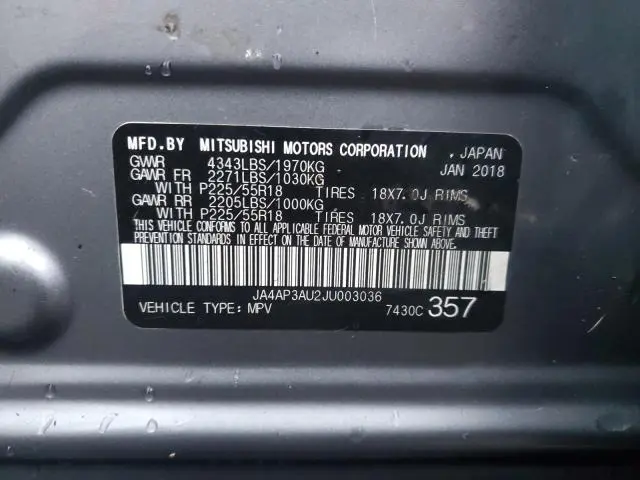 MFD.BY MITSUBISHI MOTORS CORPORATION , JAPAN
GVWR 4343LBS/1970KG JAN 2018
GAWR FR 2271LBS/1030KG
WITH P225/55R18 TIRES 18X7.0J RIMS
GAWR RR 2205LBS/1000KG
WITH P225/55R18 TIRES 18X7.0J RIMS
THIS VEHICLE CONFORMS TO ALL APPLICABLE FEDERAL MOTOR VEHICLE SAFETY AND THEFT
PREVENTION STANDARDS IN EFFECT ON THE DATE OF MANUFACTURE SHOWN ABOVE.
JA4AP3AU2JU003036
VEHICLE TYPE: MPV 7430C 357